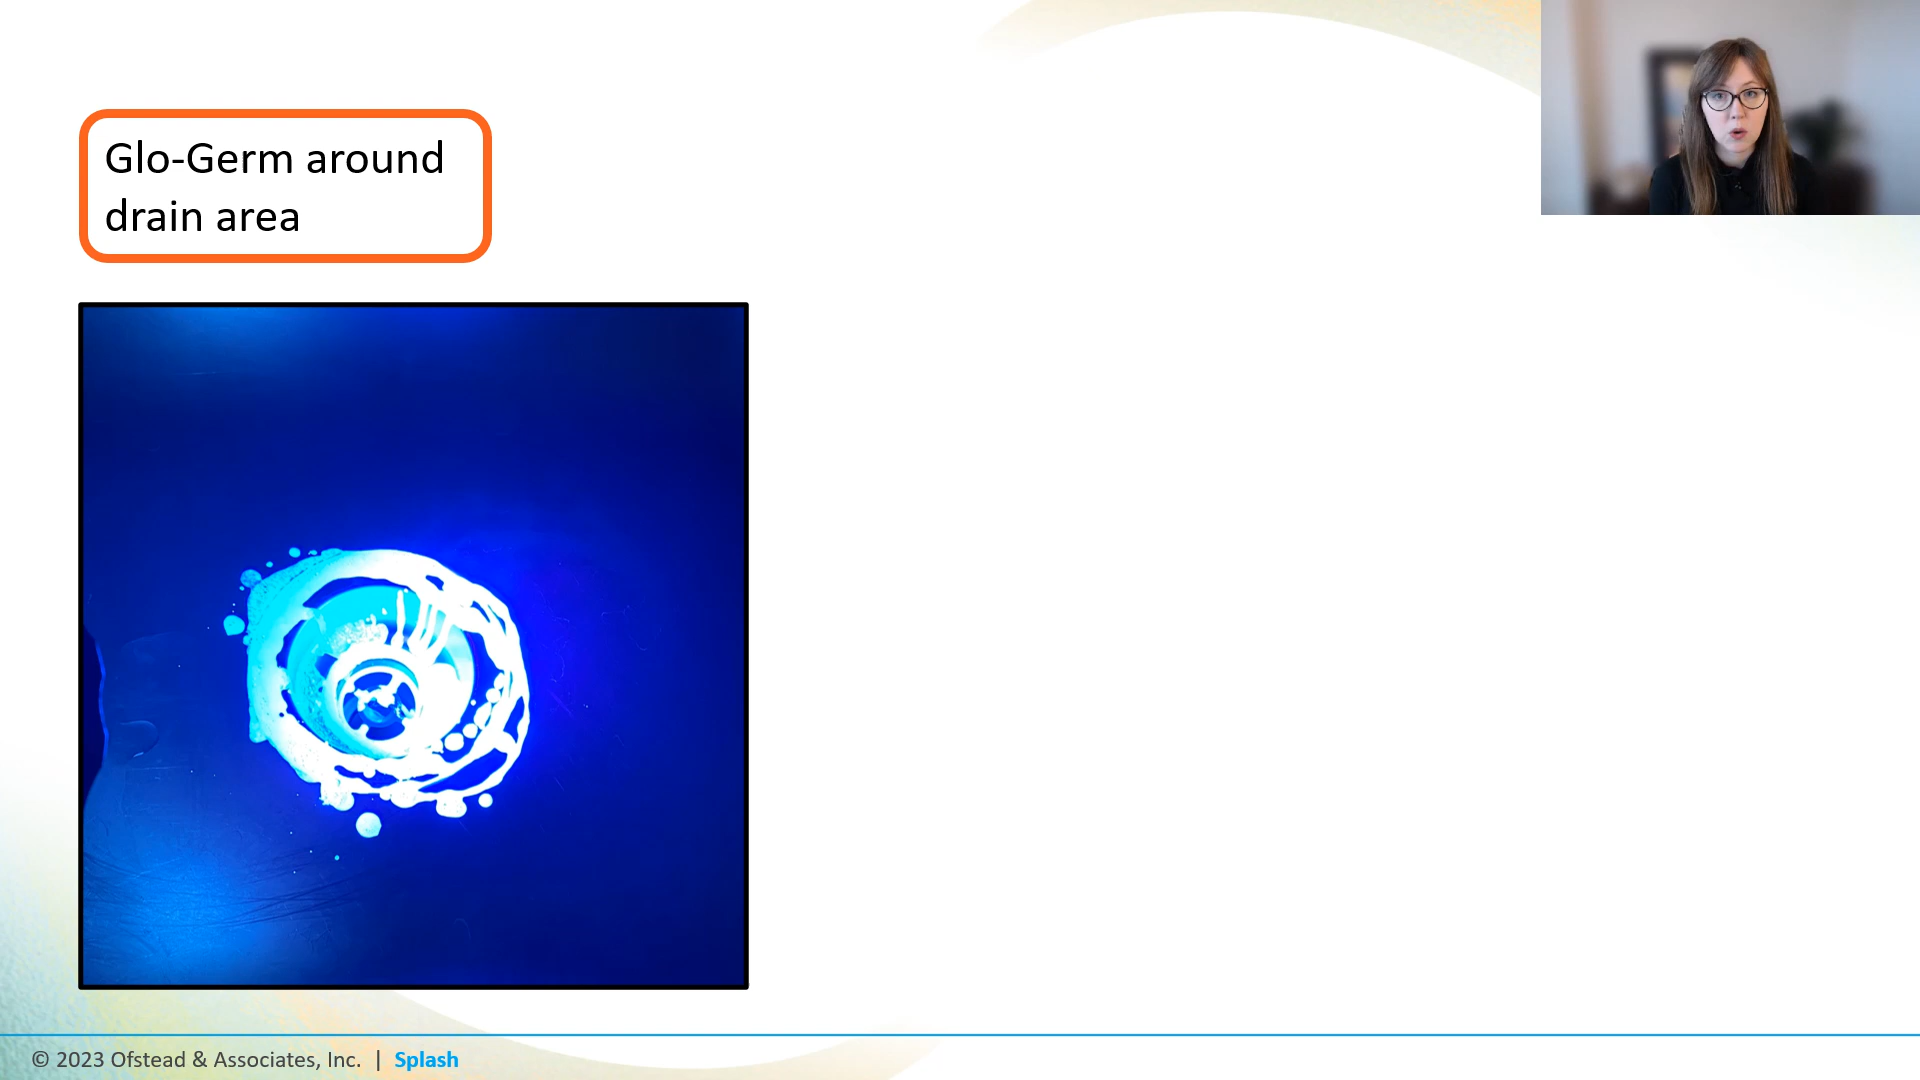 Glo-Germ around
drain area
© 2023 Ofstead & Associates, Inc. | Splash